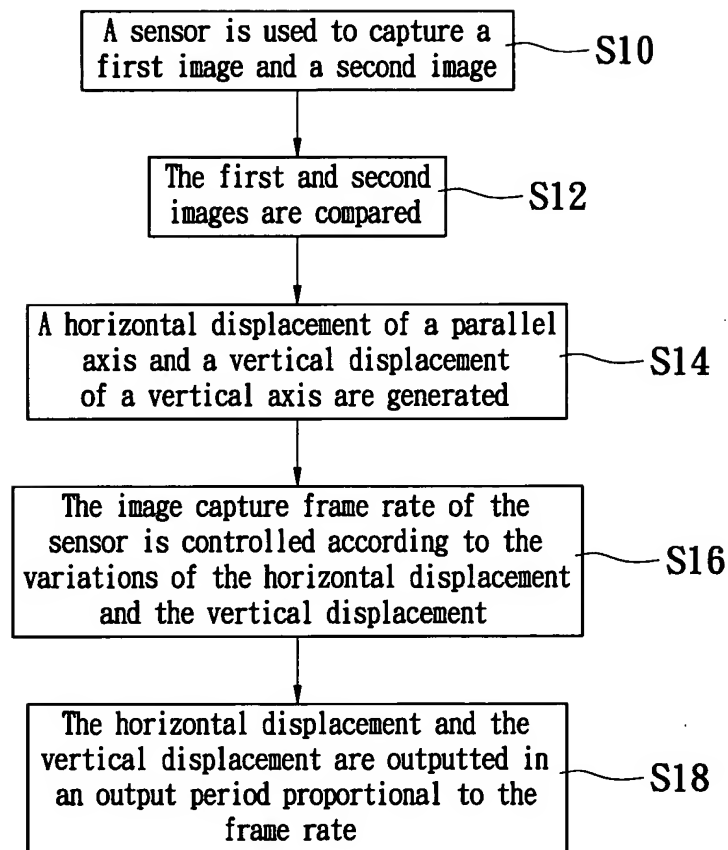 A sensor is used to capture a
first image and a second image
S10
The first and second
images are compared
S12
A horizontal displacement of a parallel
axis and a vertical displacement
of a vertical axis are generated
S14
The image capture frame rate of the
sensor is controlled according to the
variations of the horizontal displacement
and the vertical displacement
S16
The horizontal displacement and the
vertical displacement are outputted in
an output period proportional to the
frame rate
S18